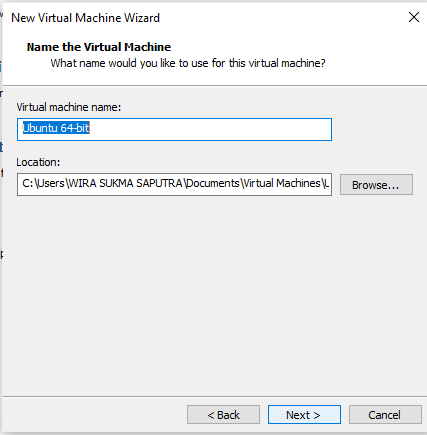 New Virtual Machine Wizard
Name the Virtual Machine
What name would you like to use for this virtual machine?
Virtual machine name:
Ubuntu 64-bit
Location:
C:\Users\WIRA SUKMA SAPUTRA\Documents\Virtual Machines\
Browse...
< Back
Next >
Cancel